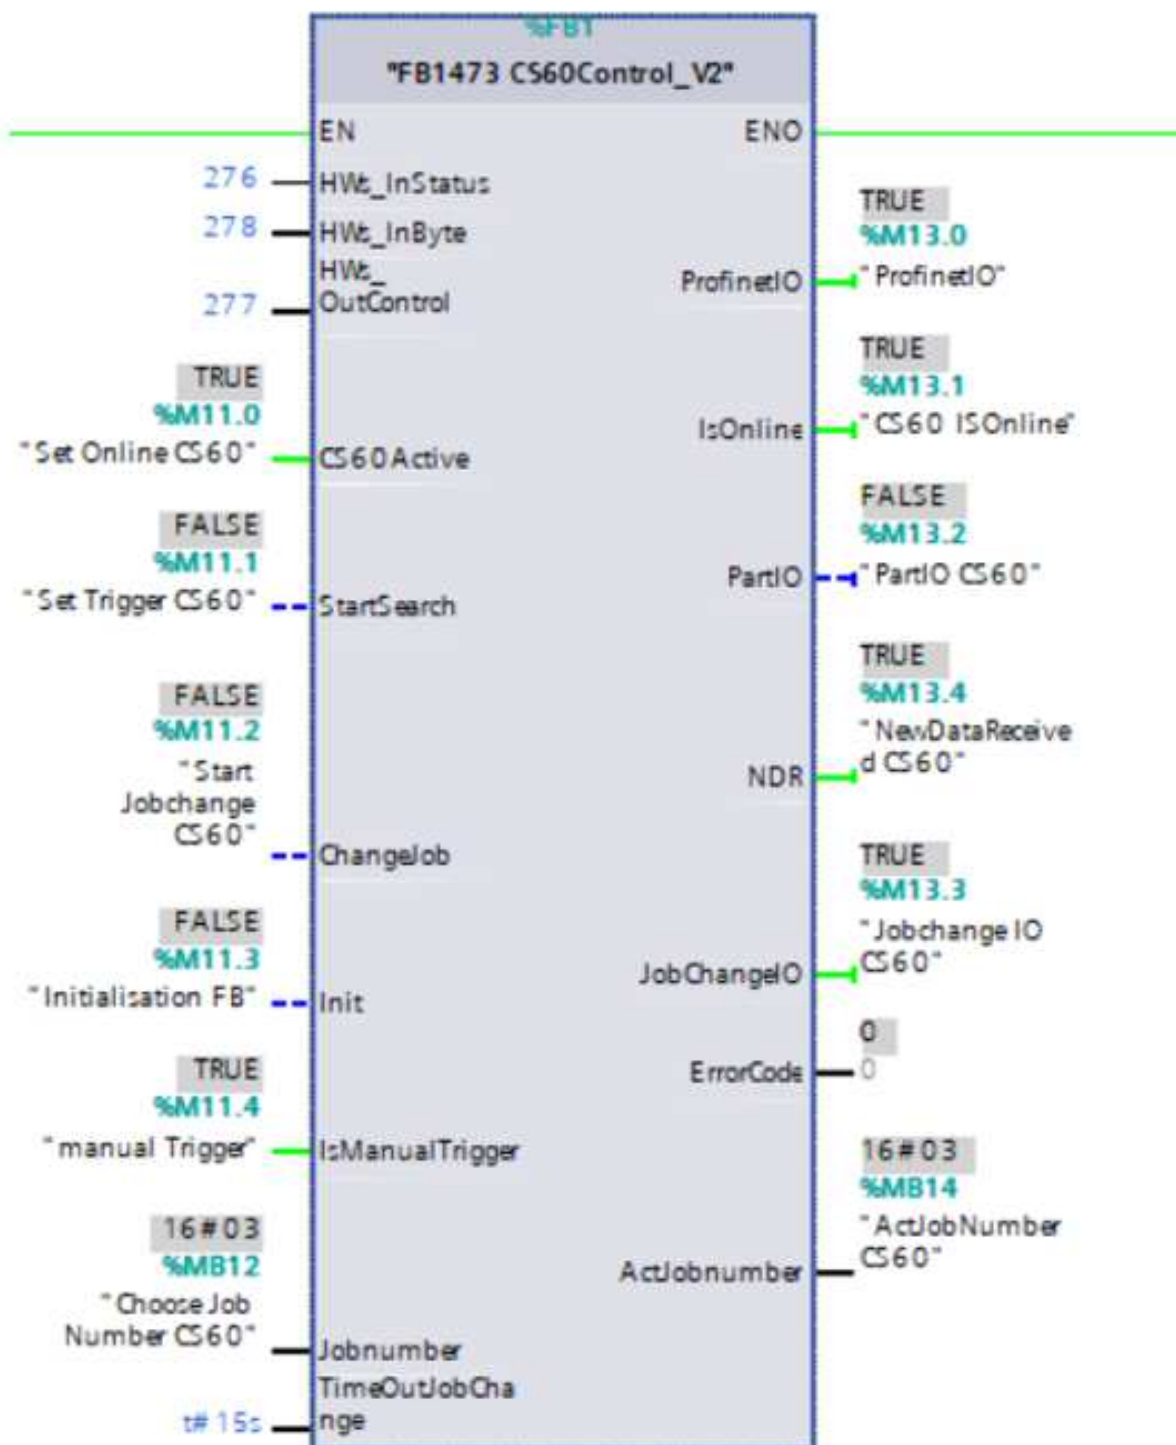 %FB1
"FB1473 CS60Control_V2"
EN
ENO
276
HWs_InStatus
278
HWs_InByte
HWs_
277
OutControl
TRUE
%M13.0
ProfinetIO
"ProfinetIO"
TRUE
%M11.0
"Set Online CS60"
CS60Active
TRUE
%M13.1
IsOnline
"CS60 ISOnline"
FALSE
%M11.1
"Set Trigger CS60"
StartSearch
FALSE
%M13.2
PartIO
"PartIO CS60"
FALSE
%M11.2
"Start
Jobchange
CS60"
ChangeJob
TRUE
%M13.4
"NewDataReceive
d CS60"
NDR
FALSE
%M11.3
"Initialisation FB"
Init
TRUE
%M13.3
"Jobchange IO
CS60"
JobChangeIO
TRUE
%M11.4
"manual Trigger"
IsManualTrigger
0
ErrorCode
0
16#03
%MB12
"Choose Job
Number CS60"
Jobnumber
16#03
%MB14
"ActJobNumber
CS60"
ActJobnumber
TimeOutJobCha
t#15s
nge